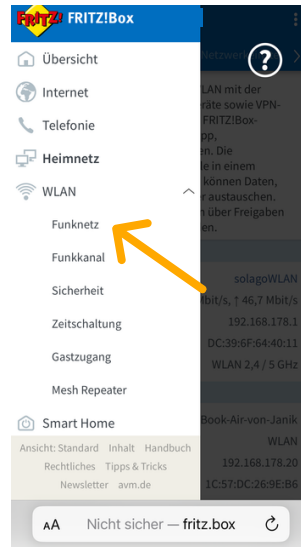 FRITZ!
FRITZ!Box
Übersicht
Internet
Telefonie
Heimnetz
WLAN
Funknetz
Funkkanal
Sicherheit
Zeitschaltung
Gastzugang
Mesh Repeater
Smart Home
Ansicht: Standard Inhalt Handbuch
Rechtliches Tipps & Tricks
Newsletter avm.de
Netzwerk
?
LAN mit der
räte sowie VPN-
FRITZ!Box-
pp,
en. Die
le in einem
können Daten,
r austauschen.
n über Freigaben
en.
solagoWLAN
Mbit/s, ↑ 46,7 Mbit/s
192.168.178.1
DC:39:6F:64:40:11
WLAN 2,4 / 5 GHz
Book-Air-von-Janik
WLAN
192.168.178.20
1C:57:DC:26:9E:B6
AA Nicht sicher — fritz.box